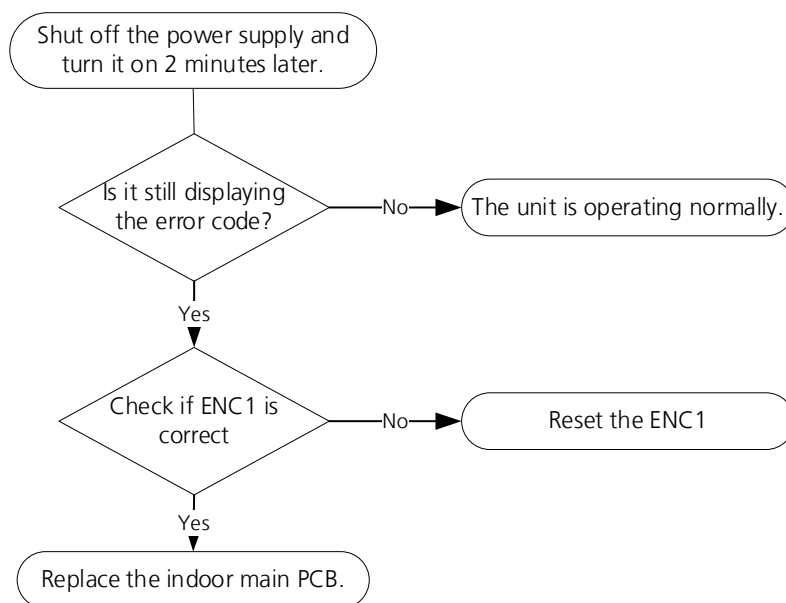 Shut off the power supply and
turn it on 2 minutes later.
Is it still displaying
the error code?
No
The unit is operating normally.
Yes
Check if ENC1 is
correct
No
Reset the ENC1
Yes
Replace the indoor main PCB.